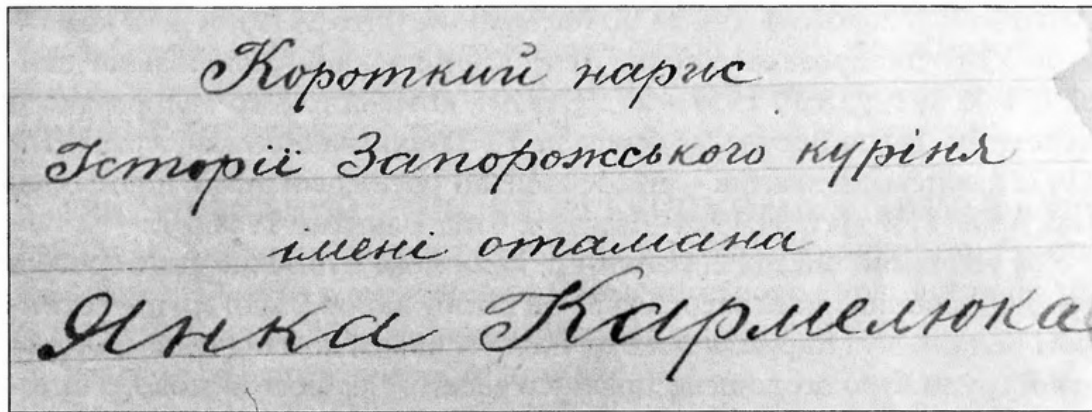 Короткий нарис
Історії Запорожського куріня
імені отамана
Янка Кармелюка